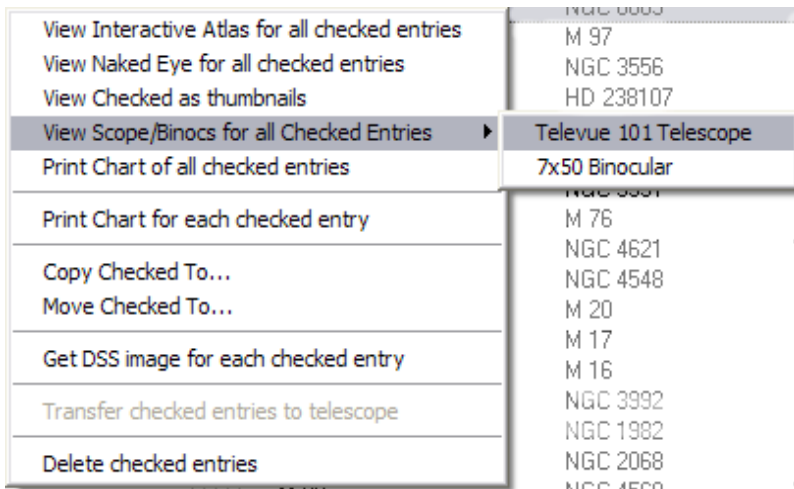 View Interactive Atlas for all checked entries
View Naked Eye for all checked entries
View Checked as thumbnails
View Scope/Binocs for all Checked Entries
Print Chart of all checked entries
Print Chart for each checked entry
Copy Checked To...
Move Checked To...
Get DSS image for each checked entry
Transfer checked entries to telescope
Delete checked entries
M 97
NGC 3556
HD 238107
Televue 101 Telescope
7x50 Binocular
M 76
NGC 4621
NGC 4548
M 20
M 17
M 16
NGC 3992
NGC 1982
NGC 2068